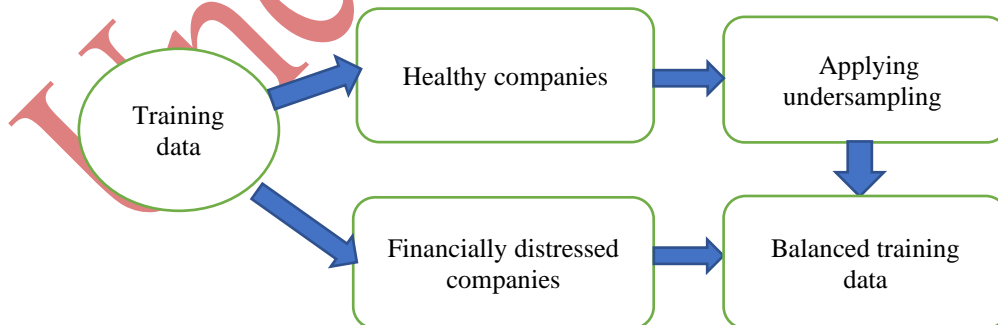 Training
data
Healthy companies
Applying
undersampling
Financially distressed
companies
Balanced training
data